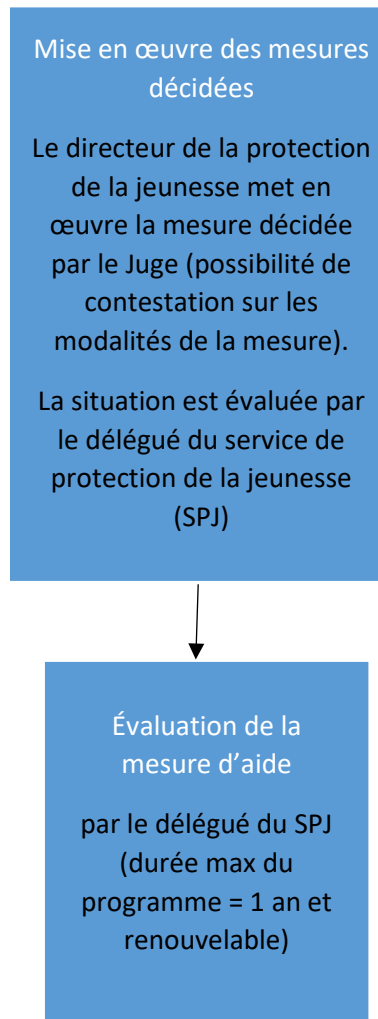 Mise en œuvre des mesures
décidées
Le directeur de la protection
de la jeunesse met en
œuvre la mesure décidée
par le Juge (possibilité de
contestation sur les
modalités de la mesure).
La situation est évaluée par
le délégué du service de
protection de la jeunesse
(SPJ)
Évaluation de la
mesure d’aide
par le délégué du SPJ
(durée max du
programme = 1 an et
renouvelable)